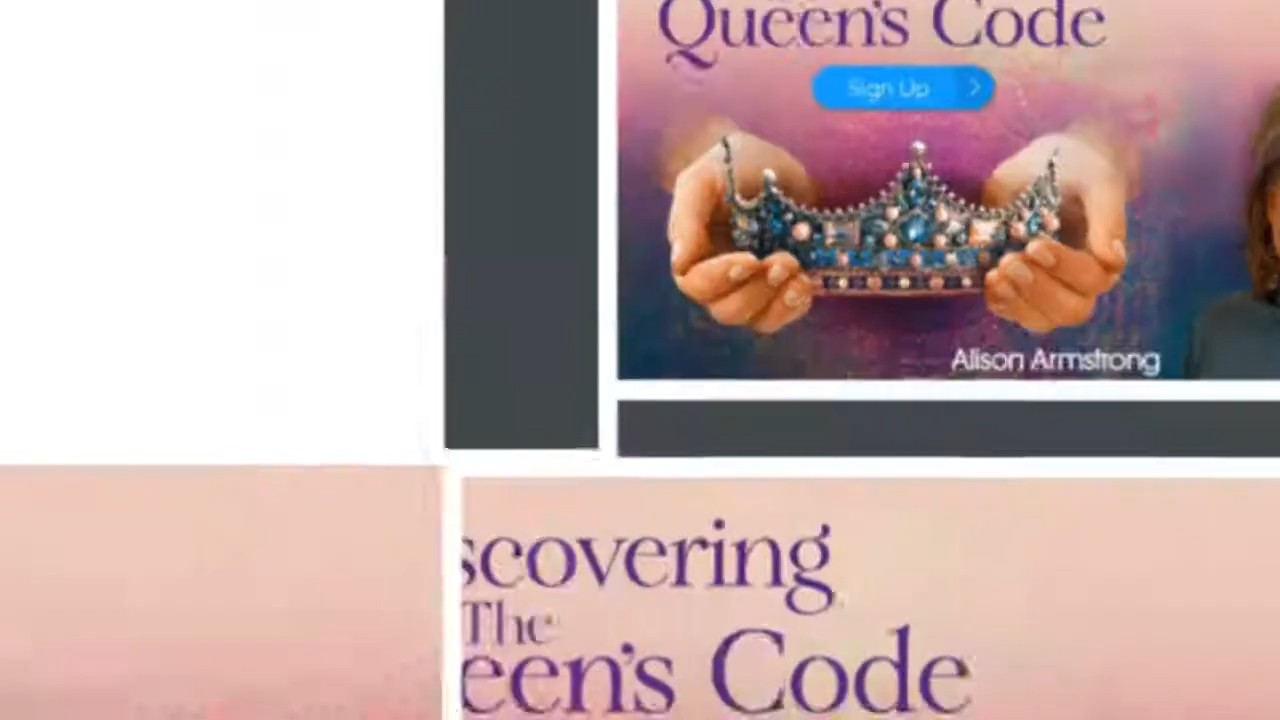 Queen's Code
Sign Up
Alison Armstrong
scovering
The
een's Code